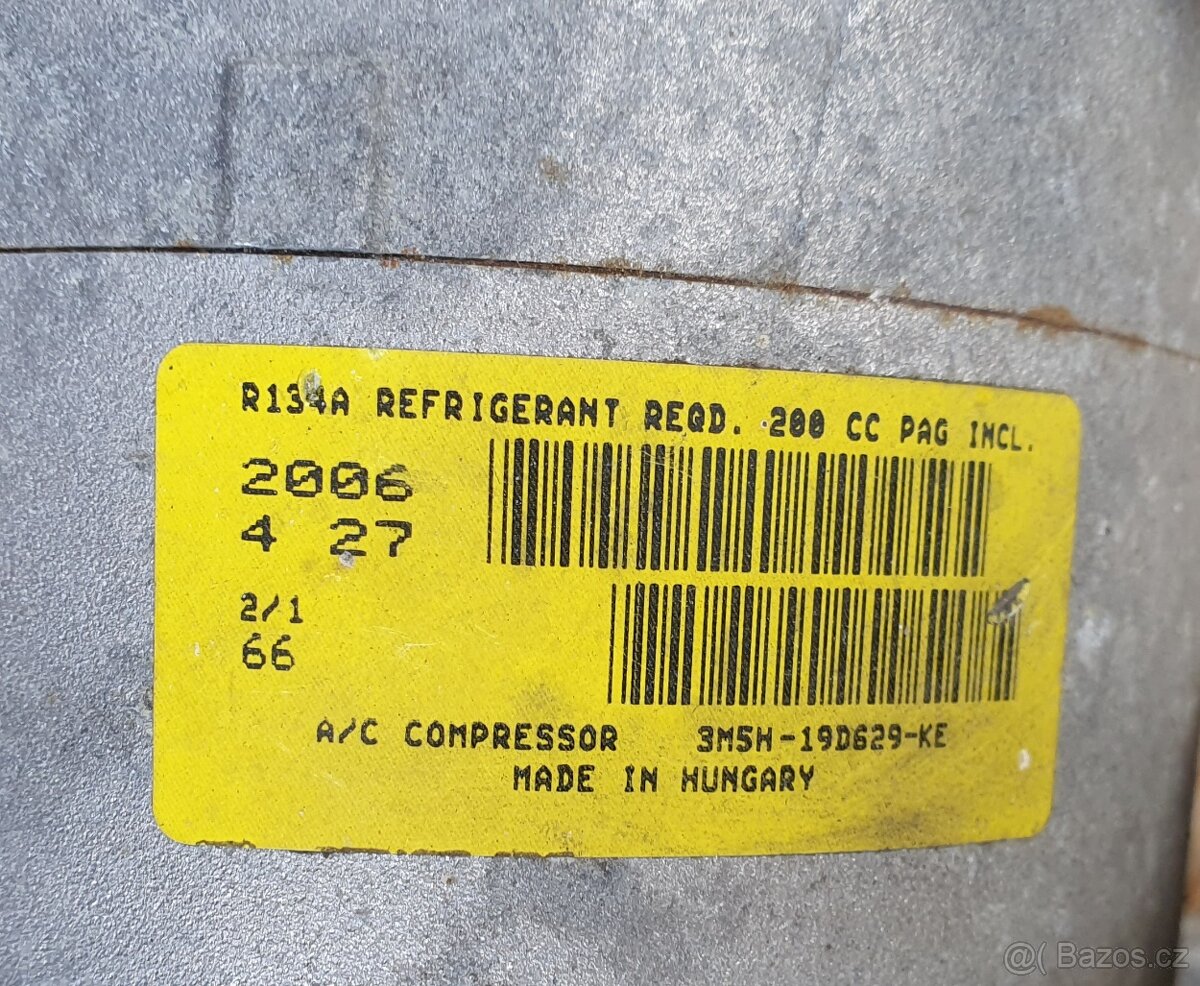 R134A REFRIGERANT REQD. 200 CC PAG INCL.
2006
4 27
2/1
66
A/C COMPRESSOR 3M5H-19D629-KE
MADE IN HUNGARY
@( Bazos.cz